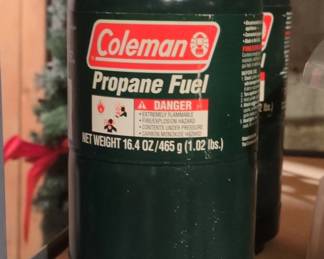 Coleman
Propane Fuel
DANGER
•EXTREMELY FLAMMABLE
•FIRE/EXPLOSION HAZARD
•CONTENTS UNDER PRESSURE
•CARBON MONOXIDE HAZARD
NET WEIGHT 16.4 OZ/465 g (1.02 lbs.)